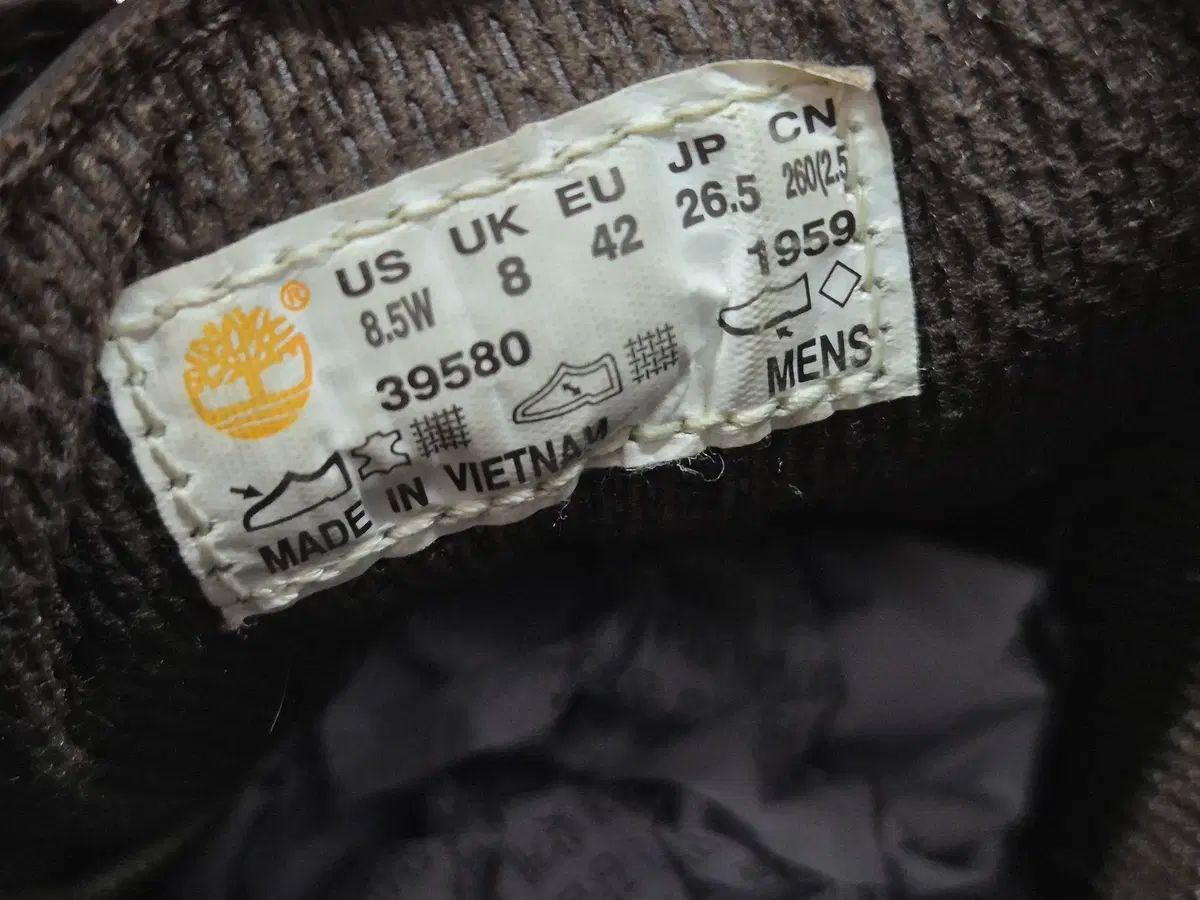 ®
US UK EU JP CN
8.5W 8 42 26.5 260(2.5
39580 1959
MENS
MADE IN VIETNAM